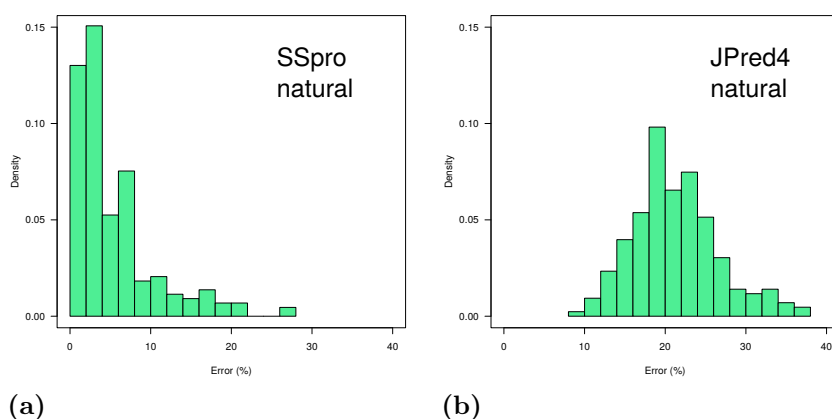 SSpro
natural
Density
0.15
0.10
0.05
0.00
0 10 20 30 40
Error (%)
(a)
JPred4
natural
Density
0.15
0.10
0.05
0.00
0 10 20 30 40
Error (%)
(b)